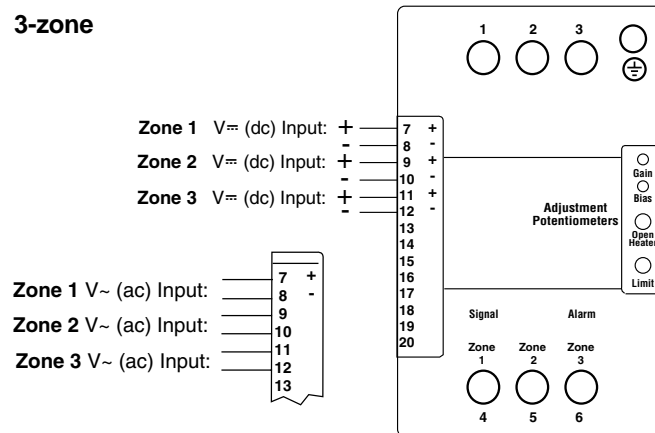 3-zone
1 2 3
Zone 1 V⎓ (dc) Input: +
-
Zone 2 V⎓ (dc) Input: +
-
Zone 3 V⎓ (dc) Input: +
-
7 +
8 -
9 +
10 -
11 +
12 -
13
14
15
16
17
18
19
20
Adjustment
Potentiometers
Gain
Bias
Open
Heater
Limit
Zone 1 V~ (ac) Input:
Zone 2 V~ (ac) Input:
Zone 3 V~ (ac) Input:
7 +
8 -
9
10
11
12
13
Signal Alarm
Zone Zone Zone
1 2 3
4 5 6